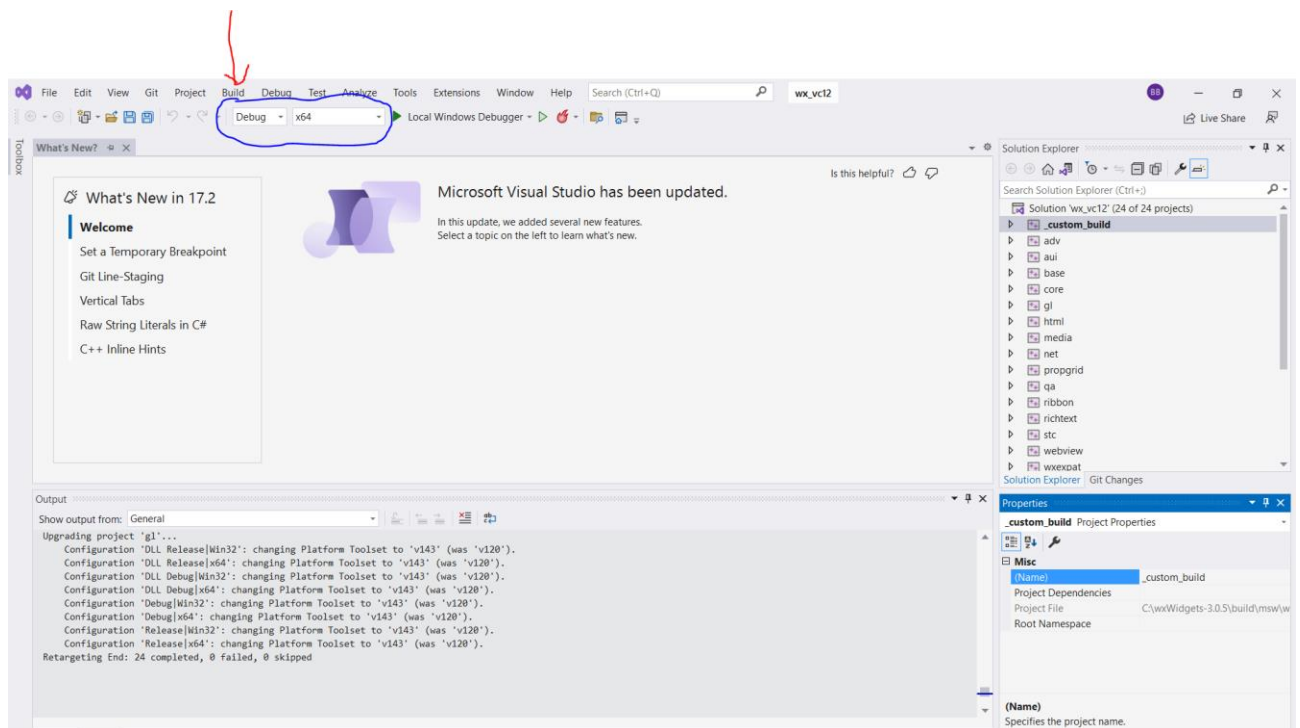 File Edit View Git Project Build Debug Test Analyze Tools Extensions Window Help Search (Ctrl+Q) wx_vc12 BB
Debug x64 Local Windows Debugger Live Share
Toolbox
What's New?
Is this helpful?
What's New in 17.2
Welcome
Set a Temporary Breakpoint
Git Line-Staging
Vertical Tabs
Raw String Literals in C#
C++ Inline Hints
Microsoft Visual Studio has been updated.
In this update, we added several new features.
Select a topic on the left to learn what's new.
Solution Explorer
Search Solution Explorer (Ctrl+;)
Solution 'wx_vc12' (24 of 24 projects)
_custom_build
adv
aui
base
core
gl
html
media
net
propgrid
qa
ribbon
richtext
stc
webview
wxexpat
Solution Explorer Git Changes
Output
Show output from: General
Upgrading project 'gl'...
Configuration 'DLL Release|Win32': changing Platform Toolset to 'v143' (was 'v120').
Configuration 'DLL Release|x64': changing Platform Toolset to 'v143' (was 'v120').
Configuration 'DLL Debug|Win32': changing Platform Toolset to 'v143' (was 'v120').
Configuration 'DLL Debug|x64': changing Platform Toolset to 'v143' (was 'v120').
Configuration 'Debug|Win32': changing Platform Toolset to 'v143' (was 'v120').
Configuration 'Debug|x64': changing Platform Toolset to 'v143' (was 'v120').
Configuration 'Release|Win32': changing Platform Toolset to 'v143' (was 'v120').
Configuration 'Release|x64': changing Platform Toolset to 'v143' (was 'v120').
Retargeting End: 24 completed, 0 failed, 0 skipped
Properties
_custom_build Project Properties
Misc
(Name) _custom_build
Project Dependencies
Project File C:\wxWidgets-3.0.5\build\msw\w
Root Namespace
(Name)
Specifies the project name.